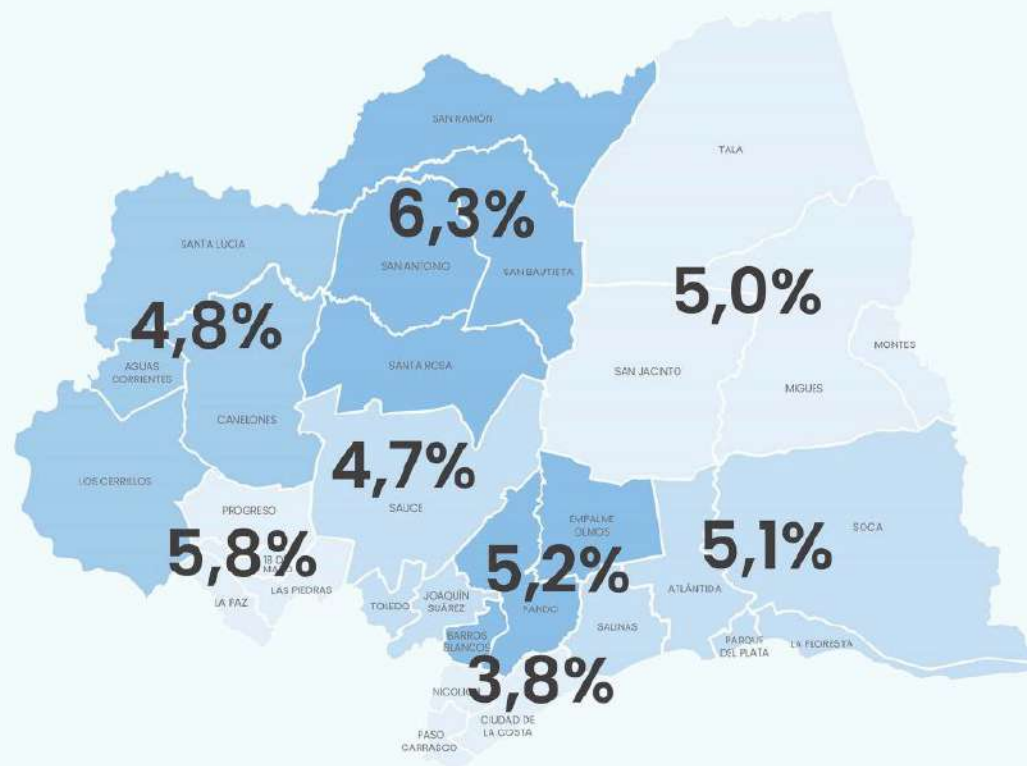 SAN RAMÓN
TALA
6,3%
SANTA LUCIA
SAN ANTONIO
SAN BAUTISTA
5,0%
4,8%
MONTES
AGUAS
CORRIENTES
SANTA ROSA
SAN JACINTO
MIGUES
CANELONES
4,7%
LOS CERRILLOS
SAUCE
PROGRESO
EMPALME
OLMOS
SOCA
5,8%
5,2%
5,1%
18 DE
LAS PIEDRAS
LA PAZ
TOLEDO
JOAQUÍN
SUÁREZ
PANDO
ATLÁNTIDA
SALINAS
BARROS
BLANCOS
PARQUE
DEL PLATA
LA FLORESTA
3,8%
CIUDAD DE
LA COSTA
PASO
CARRASCO